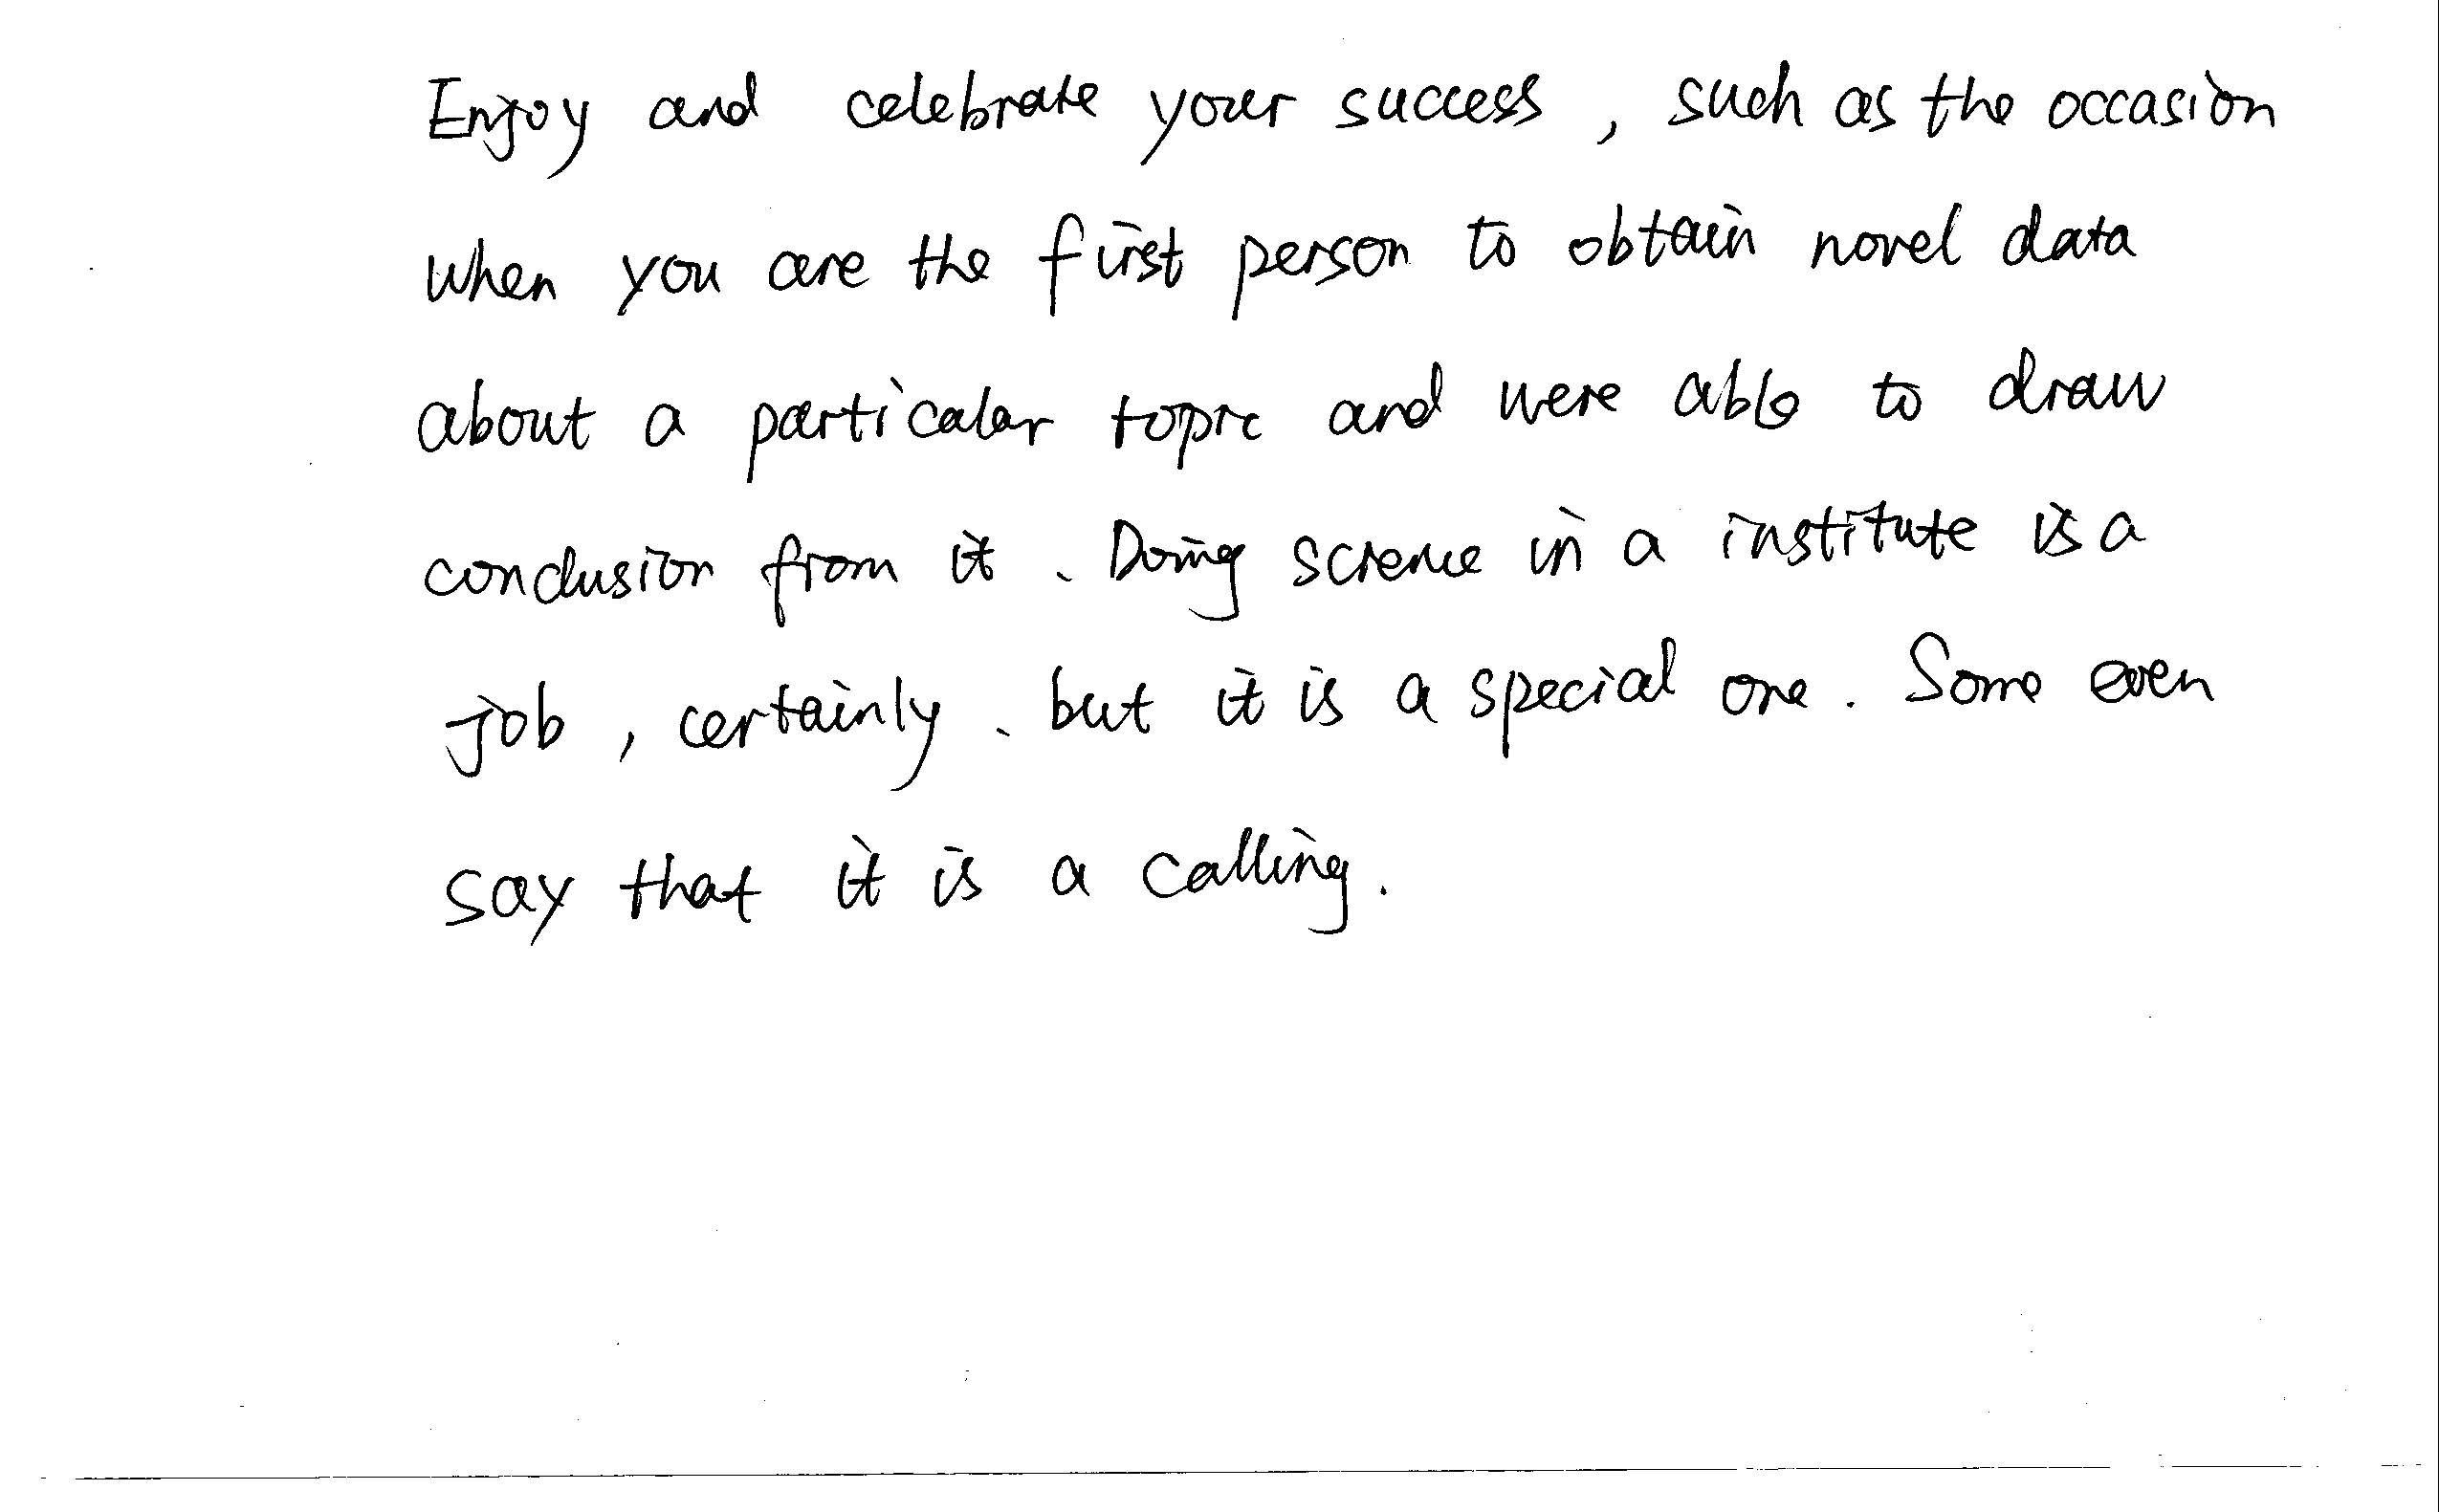 Enjoy and celebrate your success, such as the occasion
when you are the first person to obtain novel data
about a particalar topic and were able to draw
conclusion from it. Doing science in a institute is a
job, certainly. but it is a special one. Some even
say that it is a calling.